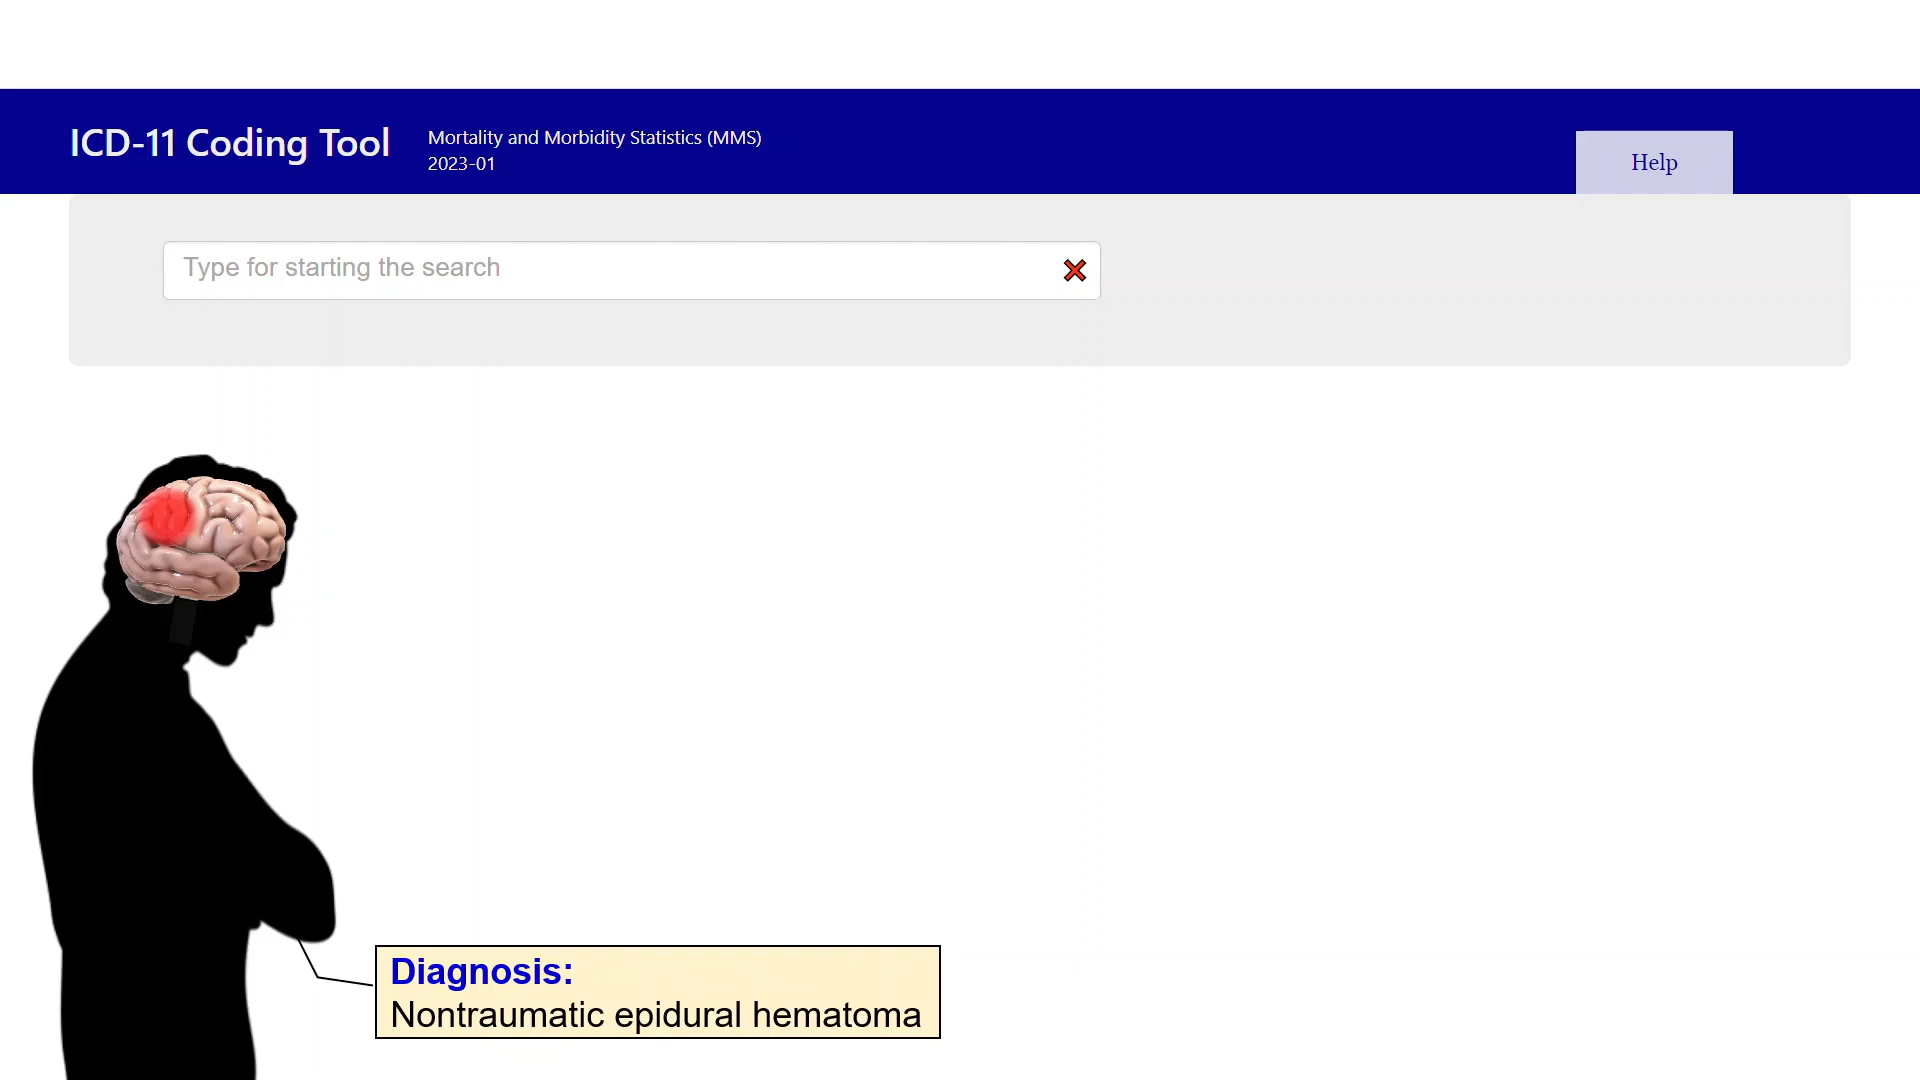 ICD-11 Coding Tool
Mortality and Morbidity Statistics (MMS)
2023-01
Help
Type for starting the search
Diagnosis:
Nontraumatic epidural hematoma